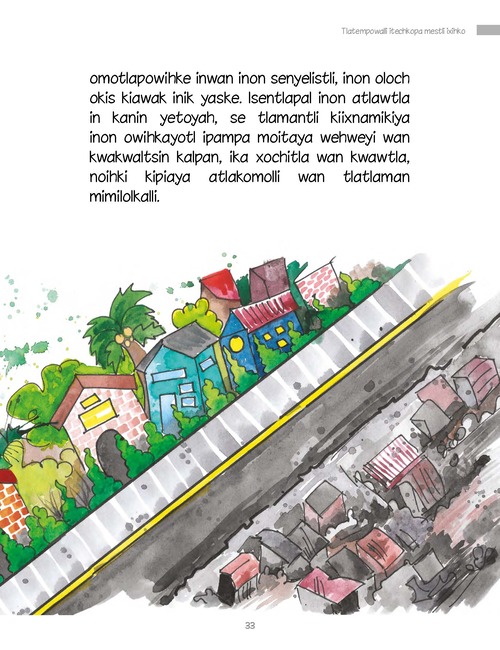 Tlatempowalli itechkopa mestli ixihko
omotlapowihke inwan inon senyelistli, inon oloch
okis kiawak inik yaske. Isentlapal inon atlawtla
in kanin yetoyah, se tlamantli kiixnamikiya
inon owihkayotl ipampa moitaya wehweyi wan
kwakwaltsin kalpan, ika xochitla wan kwawtla,
noihki kipiaya atlakomolli wan tlatlaman
mimilolkalli.
33